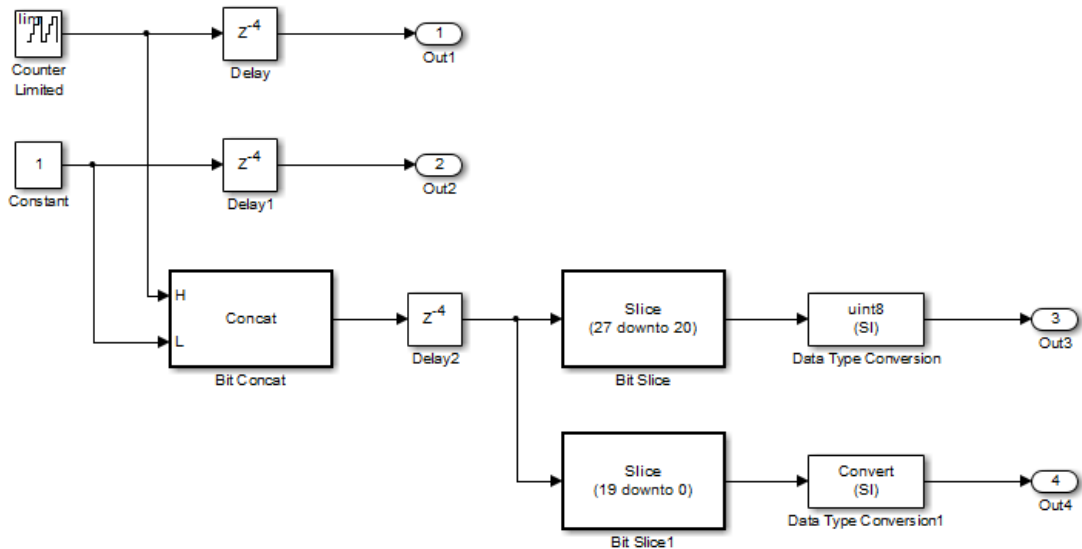 lim
Counter
Limited
Z-4
Delay
1
Out1
1
Constant
Z-4
Delay1
2
Out2
H
L
Concat
Bit Concat
Z-4
Delay2
Slice
(27 downto 20)
Bit Slice
uint8
(SI)
Data Type Conversion
3
Out3
Slice
(19 downto 0)
Bit Slice1
Convert
(SI)
Data Type Conversion1
4
Out4